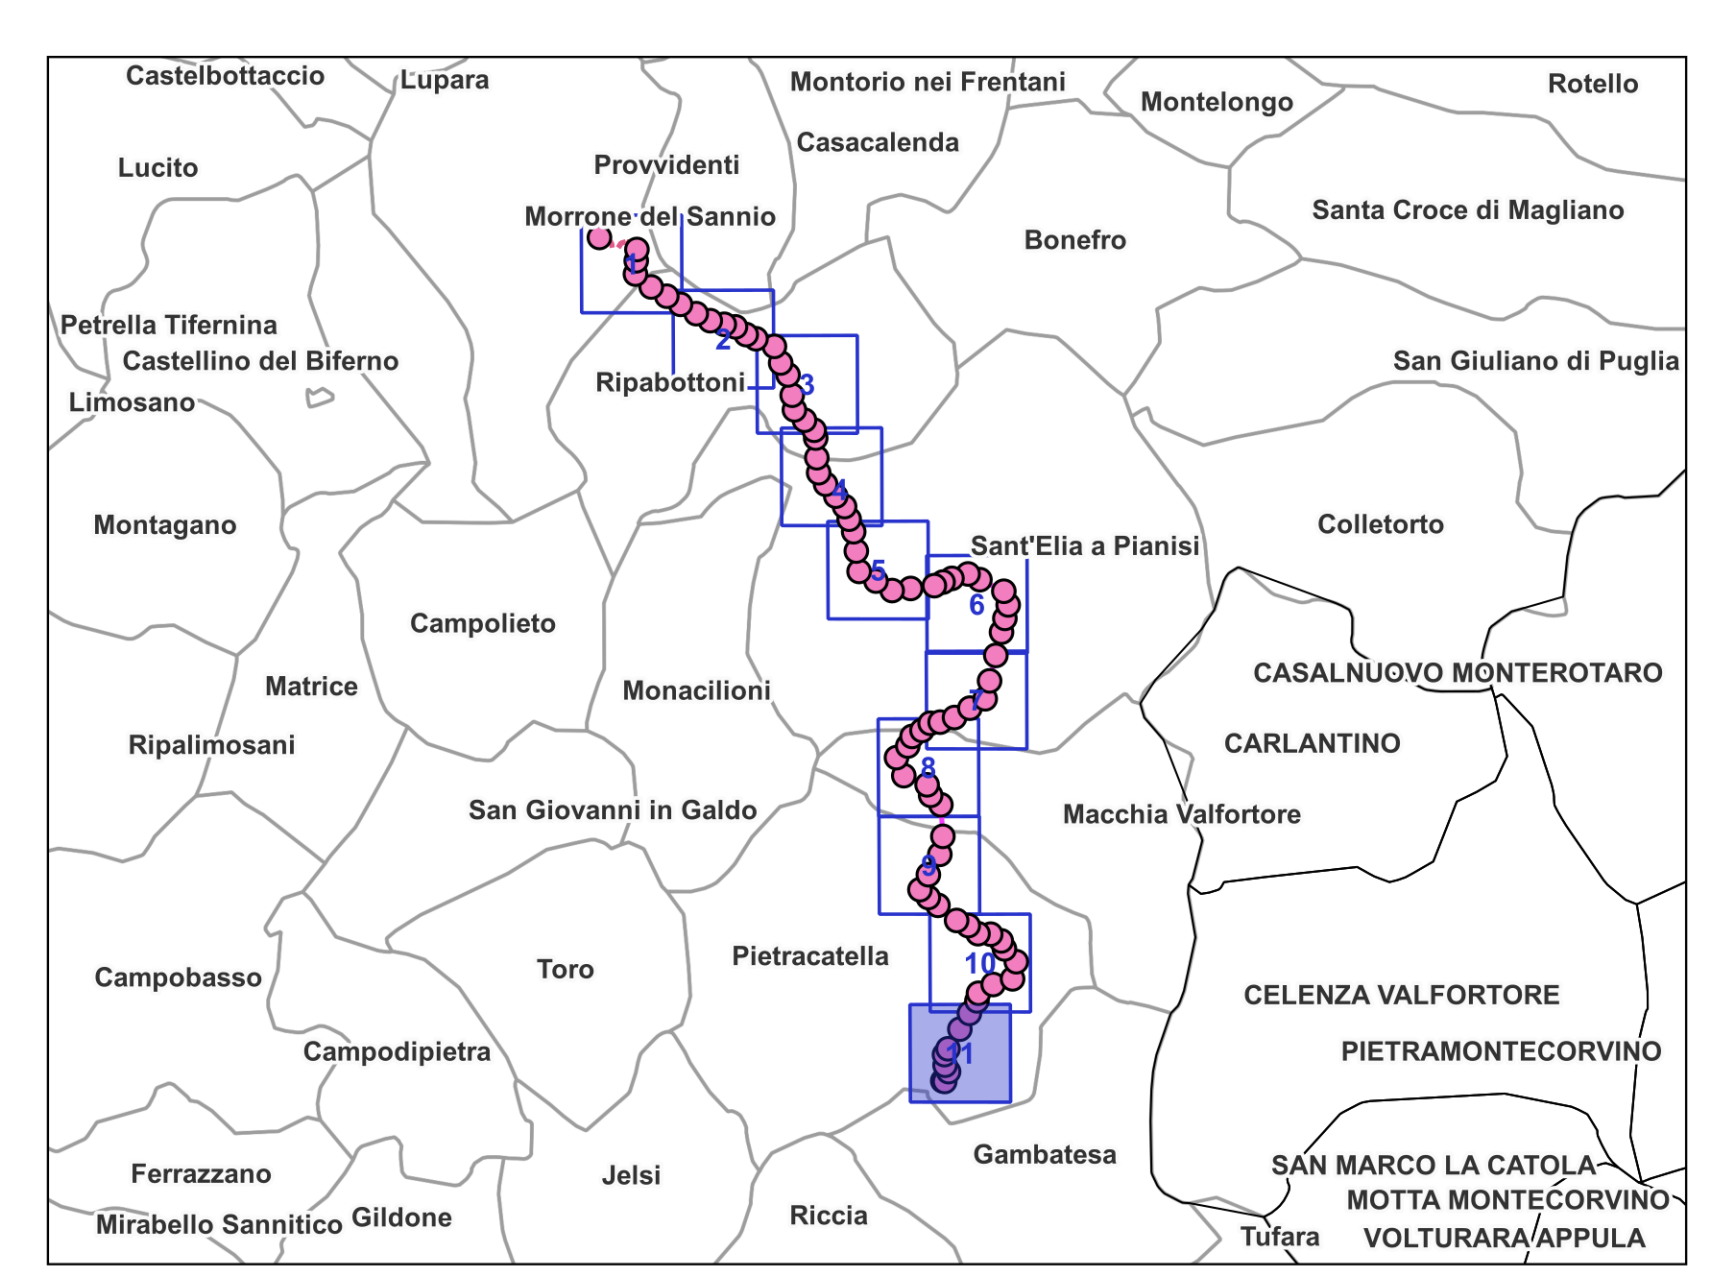 Castelbottaccio
Lupara
Montorio nei Frentani
Rotello
Montelongo
Casacalenda
Lucito
Provvidenti
Santa Croce di Magliano
Morrone del Sannio
Bonefro
1
Petrella Tifernina
2
Castellino del Biferno
San Giuliano di Puglia
Ripabottoni
3
Limosano
4
Montagano
Colletorto
Sant'Elia a Pianisi
5
6
Campolieto
CASALNUOVO MONTEROTARO
Matrice
Monacilioni
7
Ripalimosani
CARLANTINO
8
San Giovanni in Galdo
Macchia Valfortore
9
Pietracatella
10
Toro
Campobasso
CELENZA VALFORTORE
Campodipietra
11
PIETRAMONTECORVINO
Gambatesa
SAN MARCO LA CATOLA
Ferrazzano
Jelsi
MOTTA MONTECORVINO
Riccia
Gildone
Mirabello Sannitico
Tufara
VOLTURARA APPULA